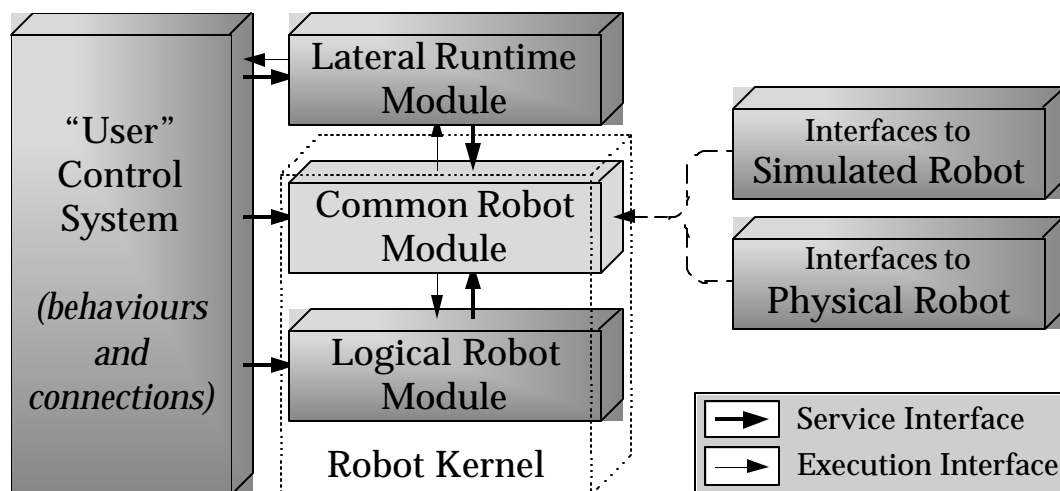 “User”
Control
System
(behaviours
and
connections)
Lateral Runtime
Module
Common Robot
Module
Logical Robot
Module
Robot Kernel
Interfaces to
Simulated Robot
Interfaces to
Physical Robot
Service Interface
Execution Interface